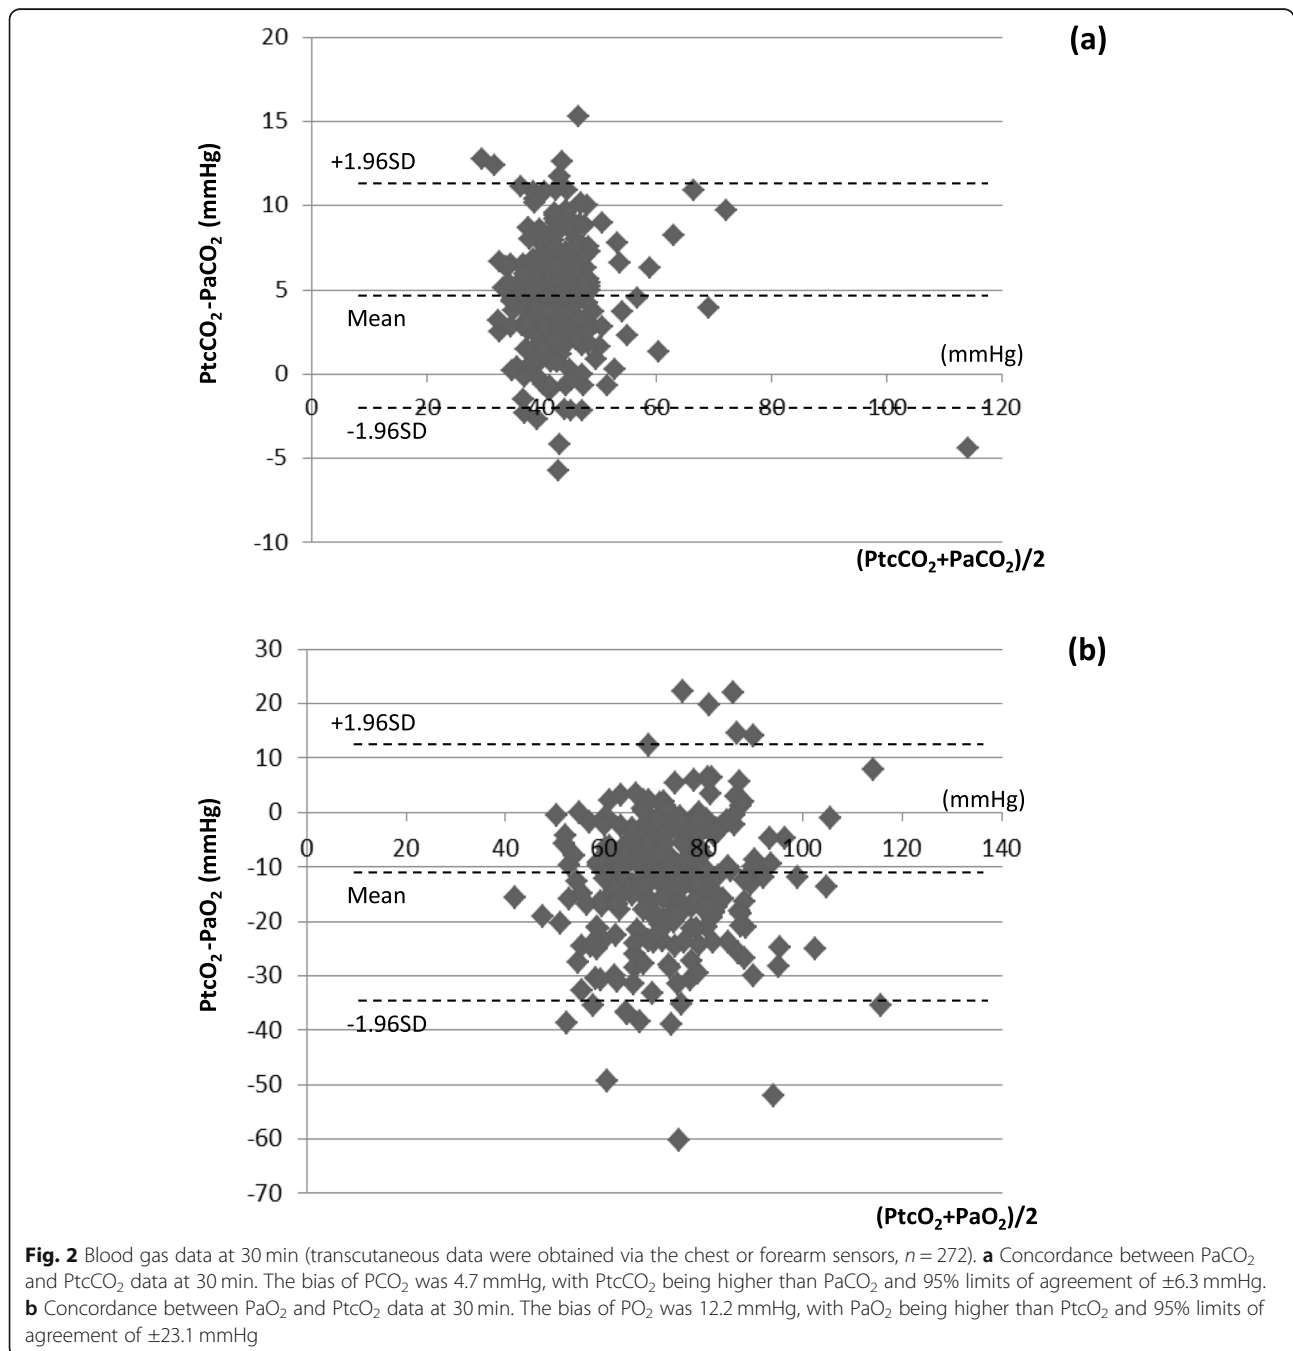 (a)
20
15
10
5
0
-5
-10
PtcCO₂-PaCO₂ (mmHg)
+1.96SD
Mean
(mmHg)
0 20 40 60 80 100 120
-1.96SD
(PtcCO₂+PaCO₂)/2
(b)
30
20
10
0
-10
-20
-30
-40
-50
-60
-70
PtcO₂-PaO₂ (mmHg)
+1.96SD
(mmHg)
0 20 40 60 80 100 120 140
Mean
-1.96SD
(PtcO₂+PaO₂)/2
Fig. 2 Blood gas data at 30 min (transcutaneous data were obtained via the chest or forearm sensors, n = 272). a Concordance between PaCO₂
and PtcCO₂ data at 30 min. The bias of PCO₂ was 4.7 mmHg, with PtcCO₂ being higher than PaCO₂ and 95% limits of agreement of ±6.3 mmHg.
b Concordance between PaO₂ and PtcO₂ data at 30 min. The bias of PO₂ was 12.2 mmHg, with PaO₂ being higher than PtcO₂ and 95% limits of
agreement of ±23.1 mmHg